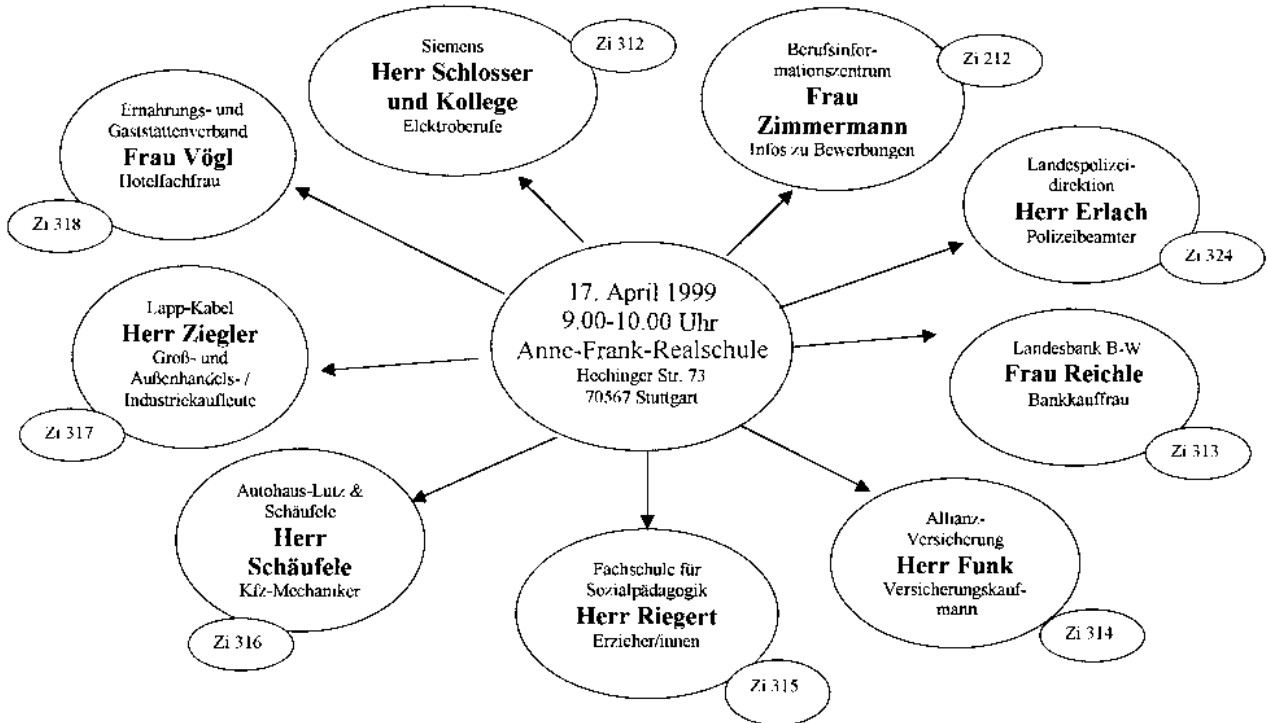 Siemens
Herr Schlosser
und Kollege
Elektroberufe
Zi 312
Berufsinfor-
mationszentrum
Frau
Zimmermann
Infos zu Bewerbungen
Zi 212
Ernahrungs- und
Gaststättenverband
Frau Vögl
Hotelfachfrau
Zi 318
Landespolizei-
direktion
Herr Erlach
Polizeibeamter
Zi 324
17. April 1999
9.00-10.00 Uhr
Anne-Frank-Realschule
Hechinger Str. 73
70567 Stuttgart
Lapp-Kabel
Herr Ziegler
Groß- und
Außenhandels- /
Industriekaufleute
Zi 317
Landesbank B-W
Frau Reichle
Bankkauffrau
Zi 313
Autohaus-Lutz &
Schäufele
Herr
Schäufele
Kfz-Mechaniker
Zi 316
Fachschule für
Sozialpädagogik
Herr Riegert
Erzieher/innen
Zi 315
Allianz-
Versicherung
Herr Funk
Versicherungskauf-
mann
Zi 314